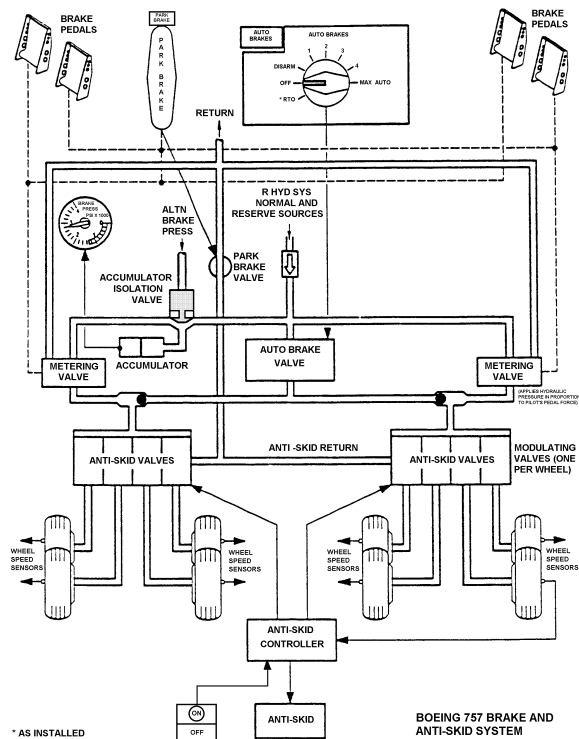 BRAKE
PEDALS
PARK
BRAKE
PARK BRAKE
AUTO
BRAKES
AUTO BRAKES
1
2
3
4
DISARM
OFF
MAX AUTO
* RTO
BRAKE
PEDALS
RETURN
R HYD SYS
NORMAL AND
RESERVE SOURCES
BRAKE
PRESS
PSI X 1000
ALTN
BRAKE
PRESS
PARK
BRAKE
VALVE
ACCUMULATOR
ISOLATION
VALVE
ACCUMULATOR
AUTO BRAKE
VALVE
METERING
VALVE
METERING
VALVE
(APPLIES HYDRAULIC
PRESSURE IN PROPORTION
TO PILOT'S PEDAL FORCE)
ANTI-SKID VALVES
ANTI -SKID RETURN
ANTI-SKID VALVES
MODULATING
VALVES (ONE
PER WHEEL)
WHEEL
SPEED
SENSORS
WHEEL
SPEED
SENSORS
WHEEL
SPEED
SENSORS
WHEEL
SPEED
SENSORS
ANTI-SKID
CONTROLLER
ON
OFF
ANTI-SKID
* AS INSTALLED
BOEING 757 BRAKE AND
ANTI-SKID SYSTEM